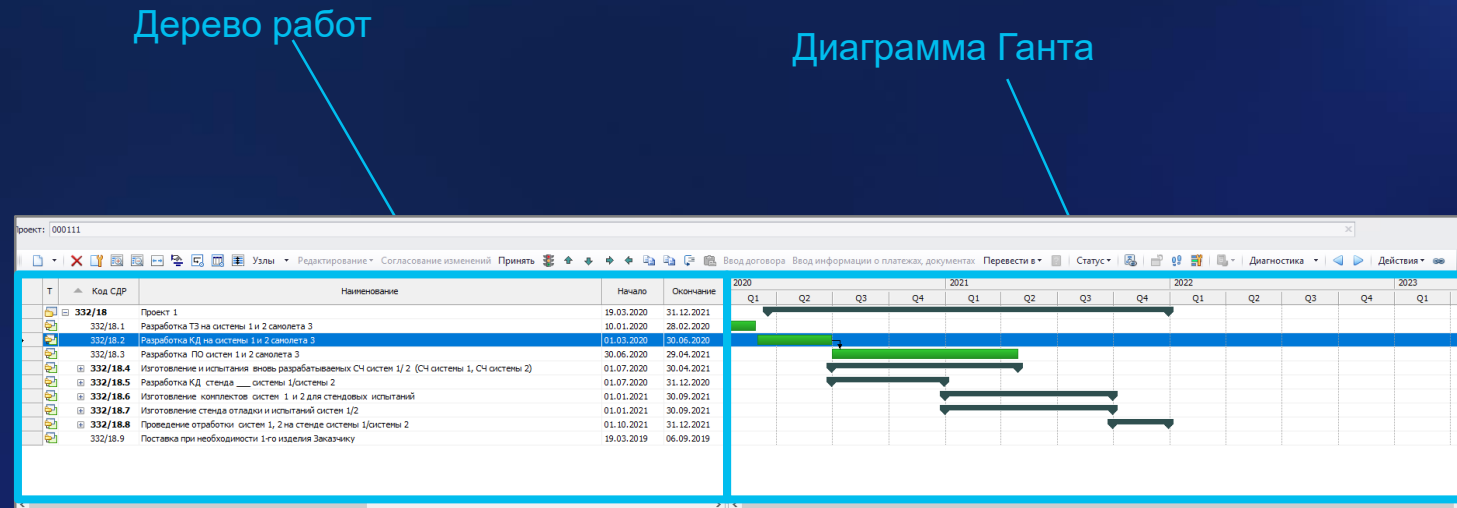 Дерево работ
Диаграмма Ганта
Проект: 000111
Узлы Редактирование Согласование изменений Принять Ввод договора Ввод информации о платежах, документах Перевести в Статус Диагностика Действия
Т Код СДР Наименование Начало Окончание 2020 2021 2022 2023
Q1 Q2 Q3 Q4 Q1 Q2 Q3 Q4 Q1 Q2 Q3 Q4 Q1
332/18 Проект 1 19.03.2020 31.12.2021
332/18.1 Разработка ТЗ на системы 1 и 2 самолета 3 10.01.2020 28.02.2020
332/18.2 Разработка КД на системы 1 и 2 самолета 3 01.03.2020 30.06.2020
332/18.3 Разработка ПО систем 1 и 2 самолета 3 30.06.2020 29.04.2021
332/18.4 Изготовление и испытания вновь разрабатываемых СЧ систем 1/ 2 (СЧ системы 1, СЧ системы 2) 01.07.2020 30.04.2021
332/18.5 Разработка КД стенда ___ системы 1/системы 2 01.07.2020 31.12.2020
332/18.6 Изготовление комплектов систем 1 и 2 для стендовых испытаний 01.01.2021 30.09.2021
332/18.7 Изготовление стенда отладки и испытаний систем 1/2 01.01.2021 30.09.2021
332/18.8 Проведение отработки систем 1, 2 на стенде системы 1/системы 2 01.10.2021 31.12.2021
332/18.9 Поставка при необходимости 1-го изделия Заказчику 19.03.2019 06.09.2019